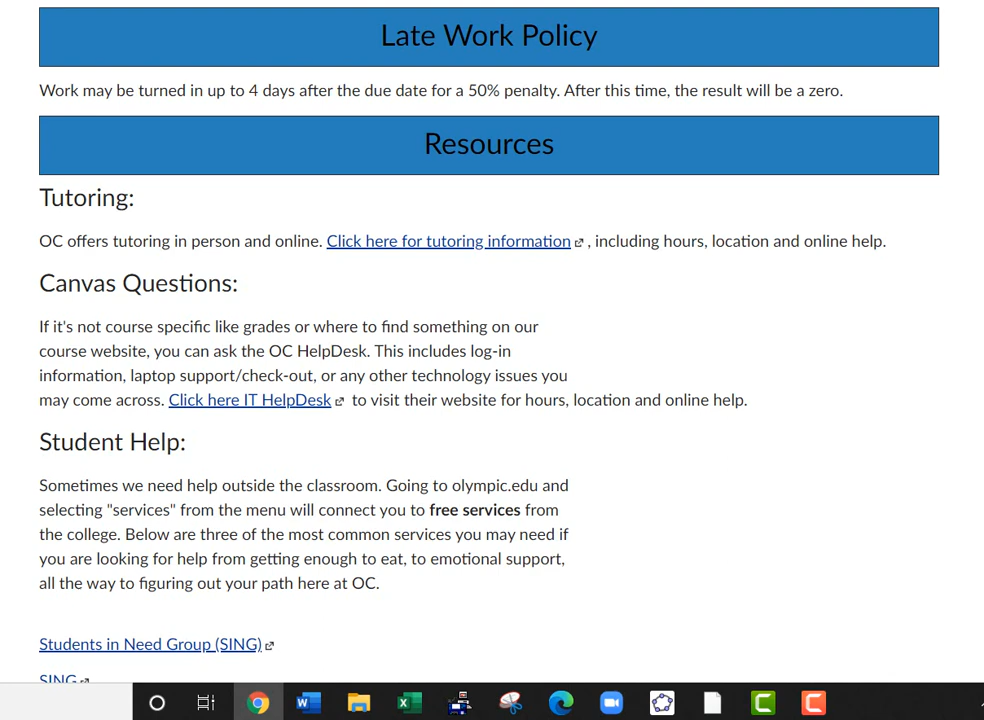 Late Work Policy
Work may be turned in up to 4 days after the due date for a 50% penalty. After this time, the result will be a zero.
Resources
Tutoring:
OC offers tutoring in person and online. Click here for tutoring information , including hours, location and online help.
Canvas Questions:
If it's not course specific like grades or where to find something on our
course website, you can ask the OC HelpDesk. This includes log-in
information, laptop support/check-out, or any other technology issues you
may come across. Click here IT HelpDesk to visit their website for hours, location and online help.
Student Help:
Sometimes we need help outside the classroom. Going to olympic.edu and
selecting "services" from the menu will connect you to free services from
the college. Below are three of the most common services you may need if
you are looking for help from getting enough to eat, to emotional support,
all the way to figuring out your path here at OC.
Students in Need Group (SING)
SING